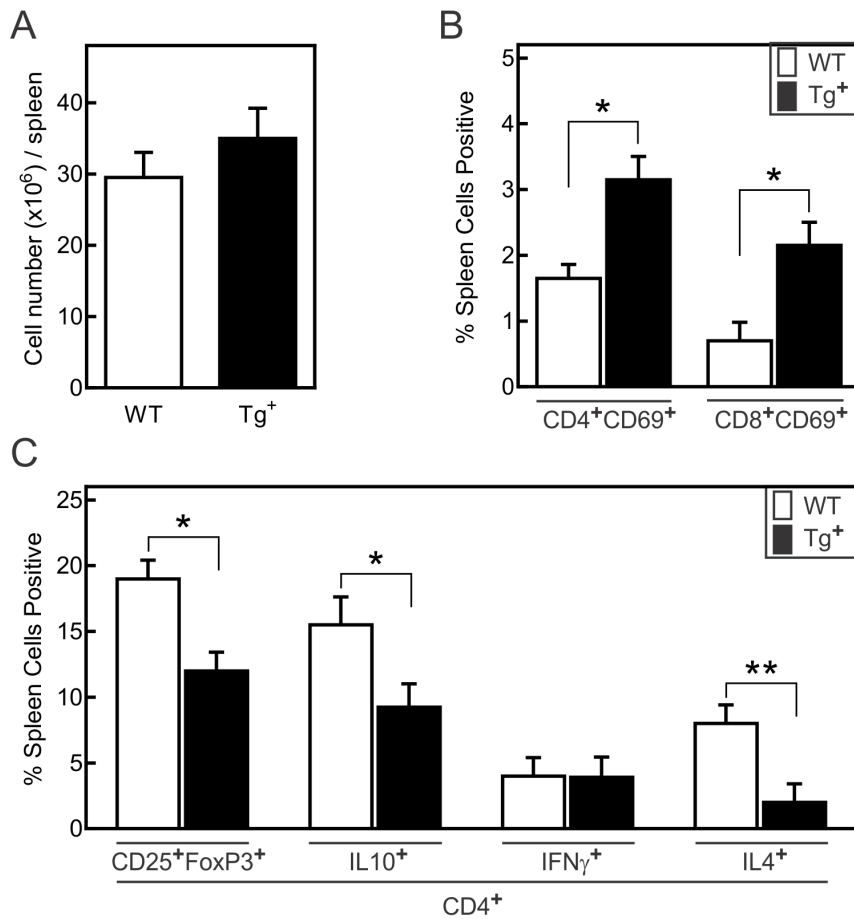 A
Cell number (x10⁶) / spleen
40
30
20
10
0
WT
Tg⁺
B
% Spleen Cells Positive
5
4
3
2
1
0
WT
Tg⁺
*
*
CD4⁺CD69⁺
CD8⁺CD69⁺
C
% Spleen Cells Positive
25
20
15
10
5
0
WT
Tg⁺
*
*
**
CD25⁺FoxP3⁺
IL10⁺
IFNγ⁺
IL4⁺
CD4⁺